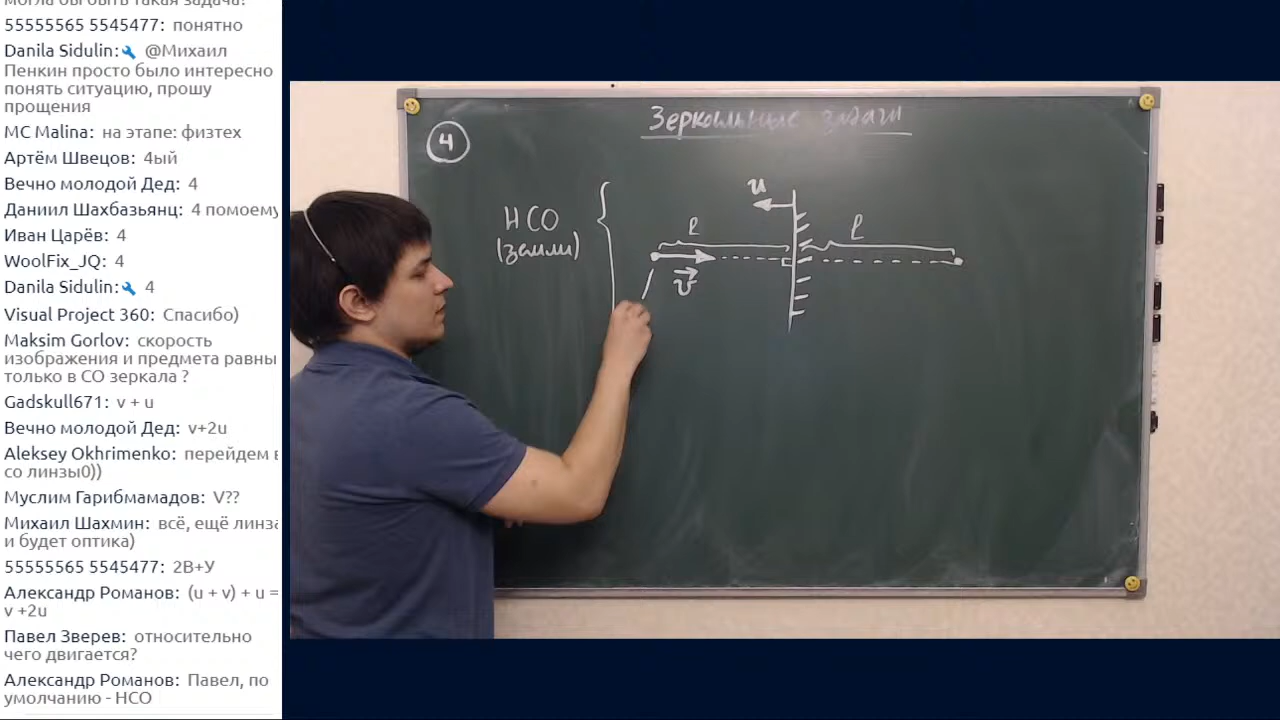 могла бы быть такая задача?
55555565 5545477: понятно
Danila Sidulin: @Михаил
Пенкин просто было интересно
понять ситуацию, прошу
прощения
MC Malina: на этапе: физтех
Артём Швецов: 4ый
Вечно молодой Дед: 4
Даниил Шахбазьянц: 4 помоему
Иван Царёв: 4
WoolFix_JQ: 4
Danila Sidulin: 4
Visual Project 360: Спасибо)
Maksim Gorlov: скорость
изображения и предмета равны
только в СО зеркала ?
Gadskull671: v + u
Вечно молодой Дед: v+2u
Aleksey Okhrimenko: перейдем в
со линзы0))
Муслим Гарибмамадов: V??
Михаил Шахмин: всё, ещё линза
и будет оптика)
55555565 5545477: 2В+У
Александр Романов: (u + v) + u =
v +2u
Павел Зверев: относительно
чего двигается?
Александр Романов: Павел, по
умолчанию - НСО
Зеркальные задачи
4
НСО
(земли)
u
ℓ
ℓ
v